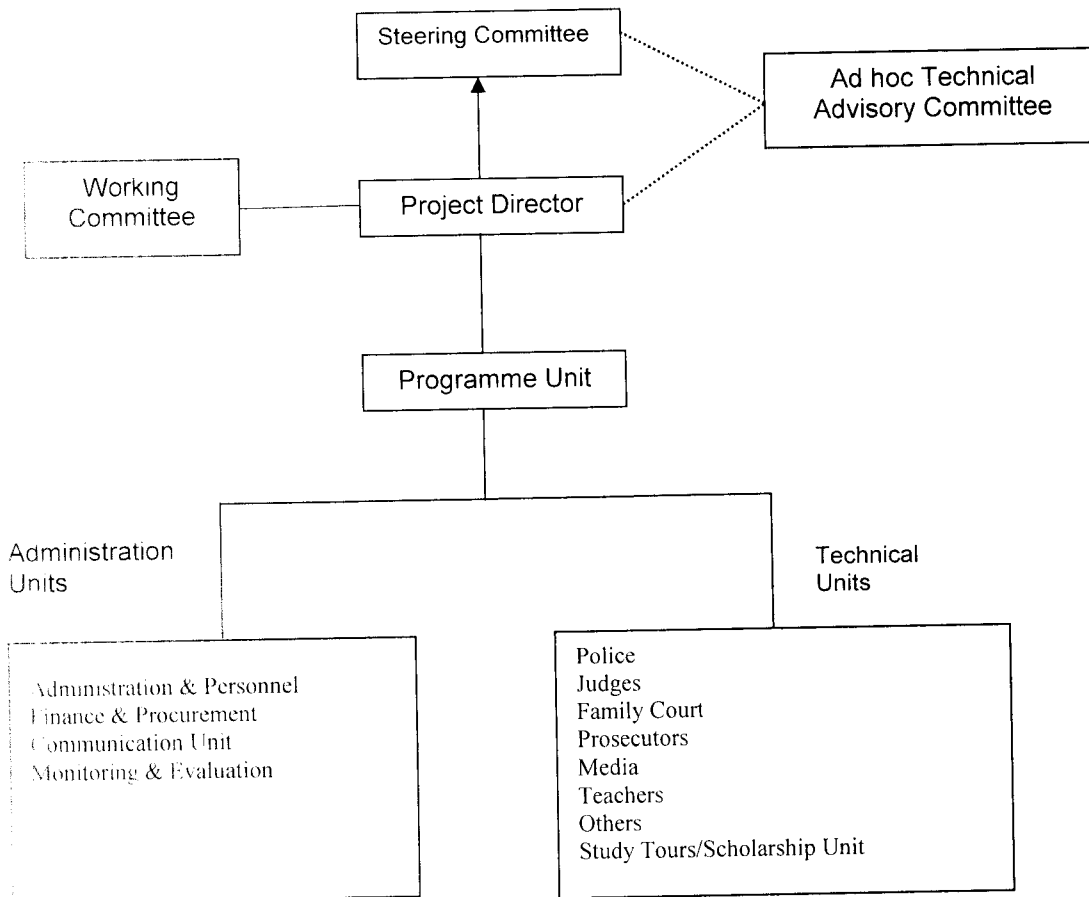 Steering Committee
Ad hoc Technical
Advisory Committee
Working
Committee
Project Director
Programme Unit
Administration
Units
Technical
Units
Administration & Personnel
Finance & Procurement
Communication Unit
Monitoring & Evaluation
Police
Judges
Family Court
Prosecutors
Media
Teachers
Others
Study Tours/Scholarship Unit